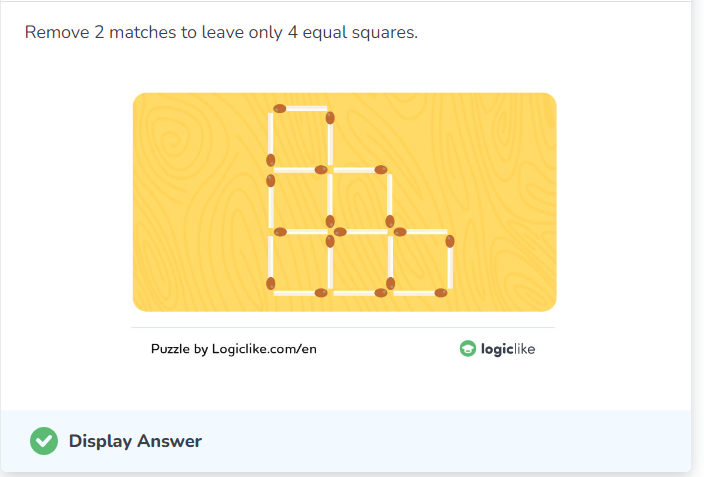 Remove 2 matches to leave only 4 equal squares.
Puzzle by Logiclike.com/en
logiclike
Display Answer